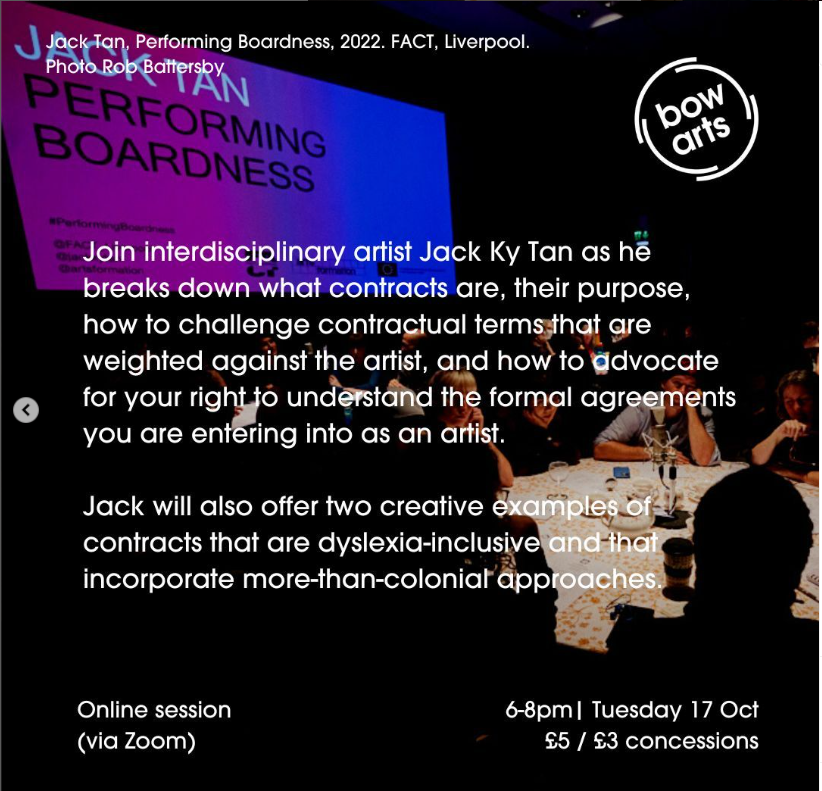 Jack Tan, Performing Boardness, 2022. FACT, Liverpool.
Photo Rob Battersby
JACK TAN
PERFORMING
BOARDNESS
#PerformingBoardness
@artsformation
bow
arts
Join interdisciplinary artist Jack Ky Tan as he
breaks down what contracts are, their purpose,
how to challenge contractual terms that are
weighted against the artist, and how to advocate
for your right to understand the formal agreements
you are entering into as an artist.
Jack will also offer two creative examples of
contracts that are dyslexia-inclusive and that
incorporate more-than-colonial approaches.
Online session
(via Zoom)
6-8pm| Tuesday 17 Oct
£5 / £3 concessions